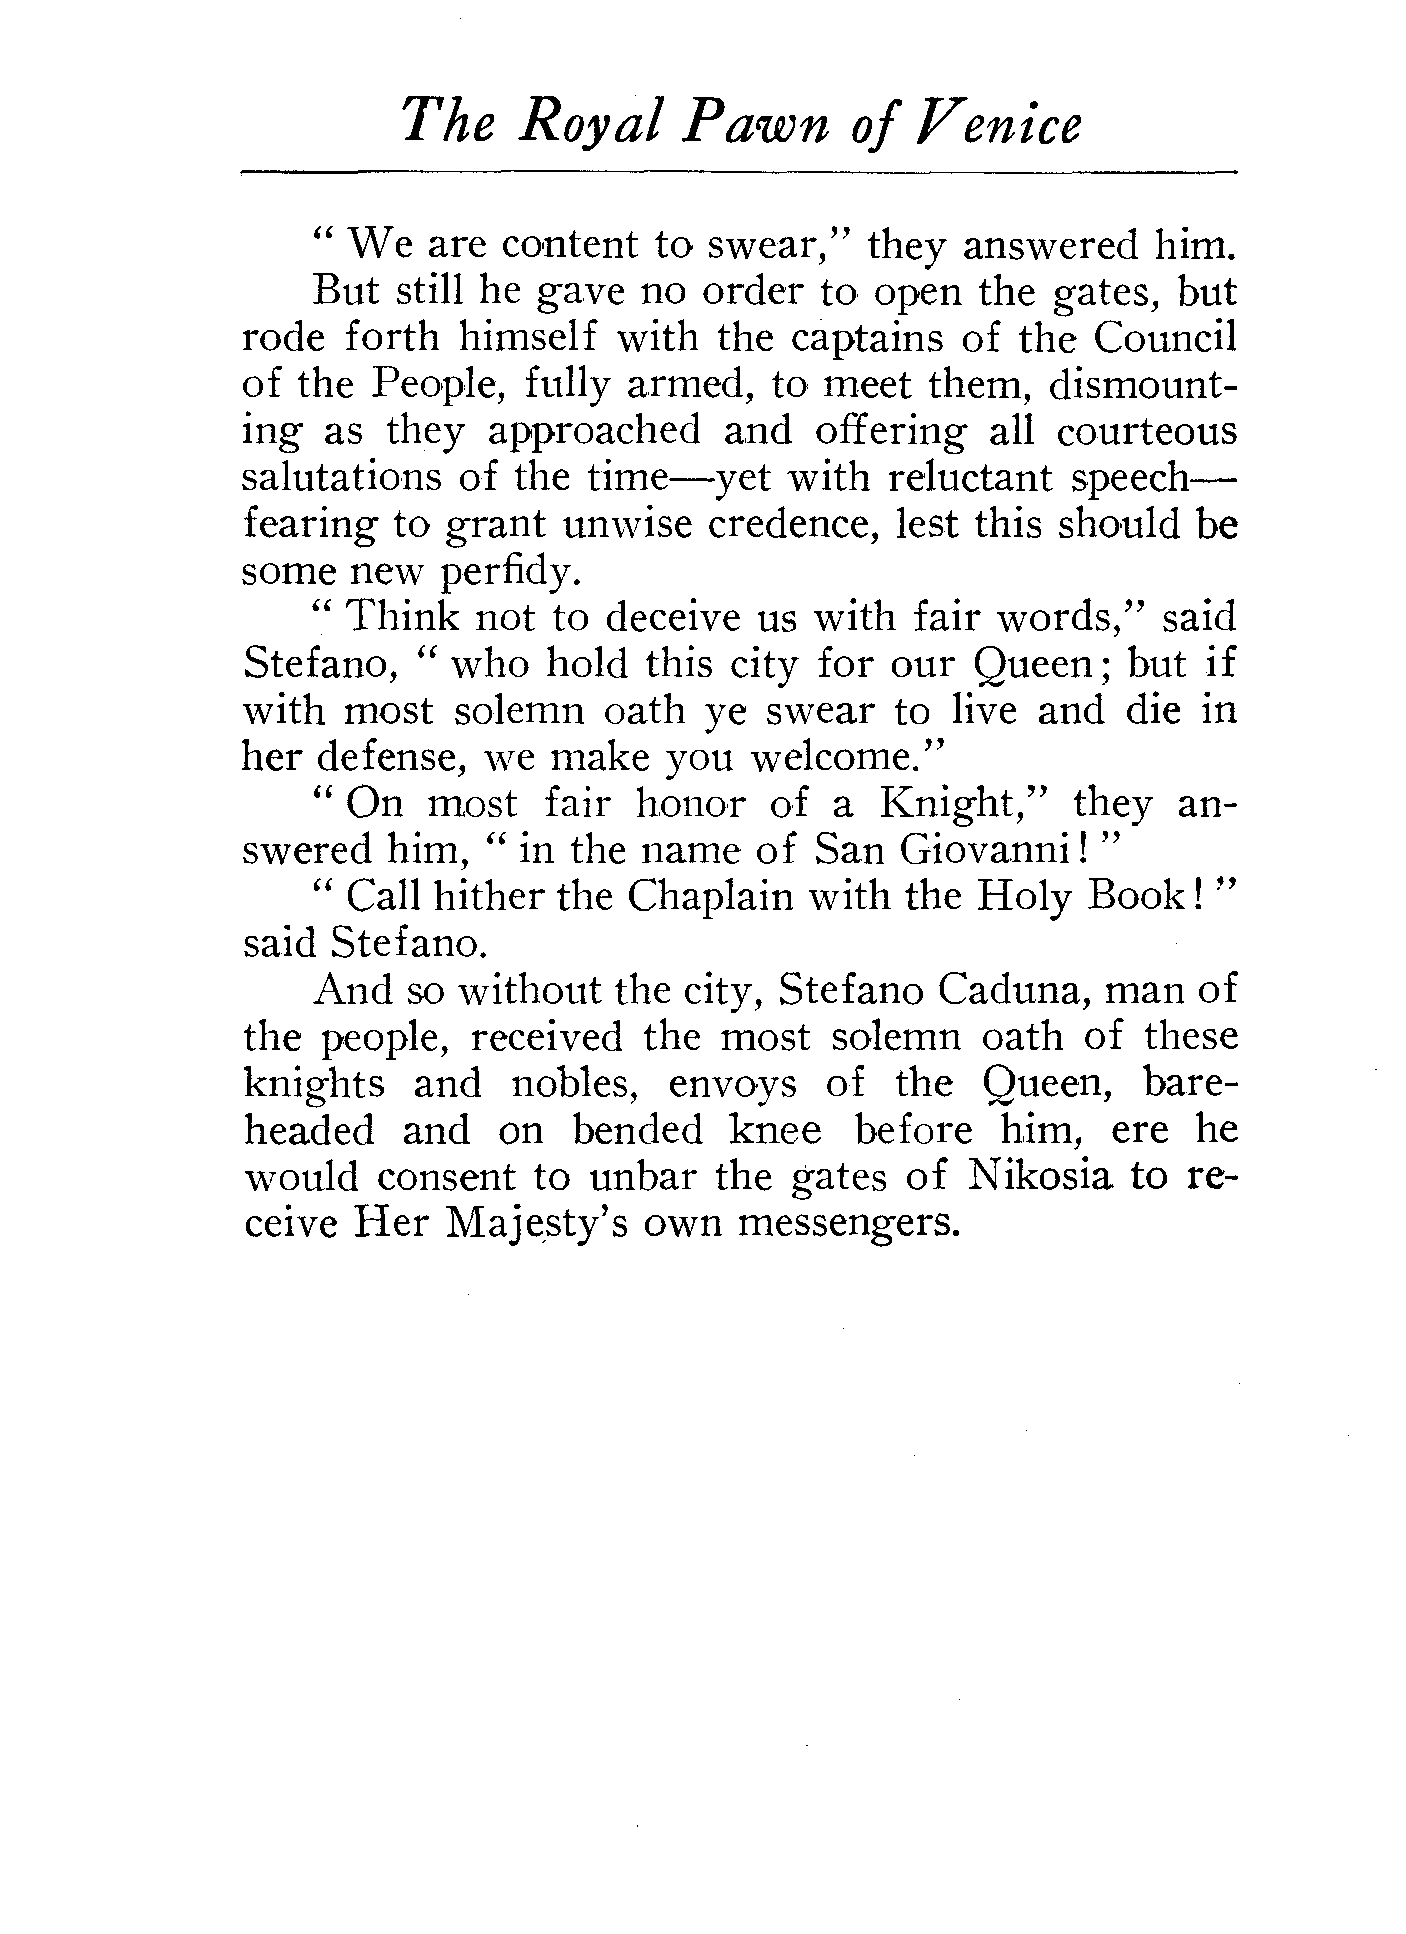 The Royal Pawn of Venice
“ We are content to swear,” they answered him.
But still he gave no order to open the gates, but
rode forth himself with the captains of the Council
of the People, fully armed, to meet them, dismount-
ing as they approached and offering all courteous
salutations of the time—yet with reluctant speech—
fearing to grant unwise credence, lest this should be
some new perfidy.
“ Think not to deceive us with fair words,” said
Stefano, “ who hold this city for our Queen; but if
with most solemn oath ye swear to live and die in
her defense, we make you welcome.”
“ On most fair honor of a Knight,” they an-
swered him, “ in the name of San Giovanni! ”
“ Call hither the Chaplain with the Holy Book! ”
said Stefano.
And so without the city, Stefano Caduna, man of
the people, received the most solemn oath of these
knights and nobles, envoys of the Queen, bare-
headed and on bended knee before him, ere he
would consent to unbar the gates of Nikosia to re-
ceive Her Majesty's own messengers.